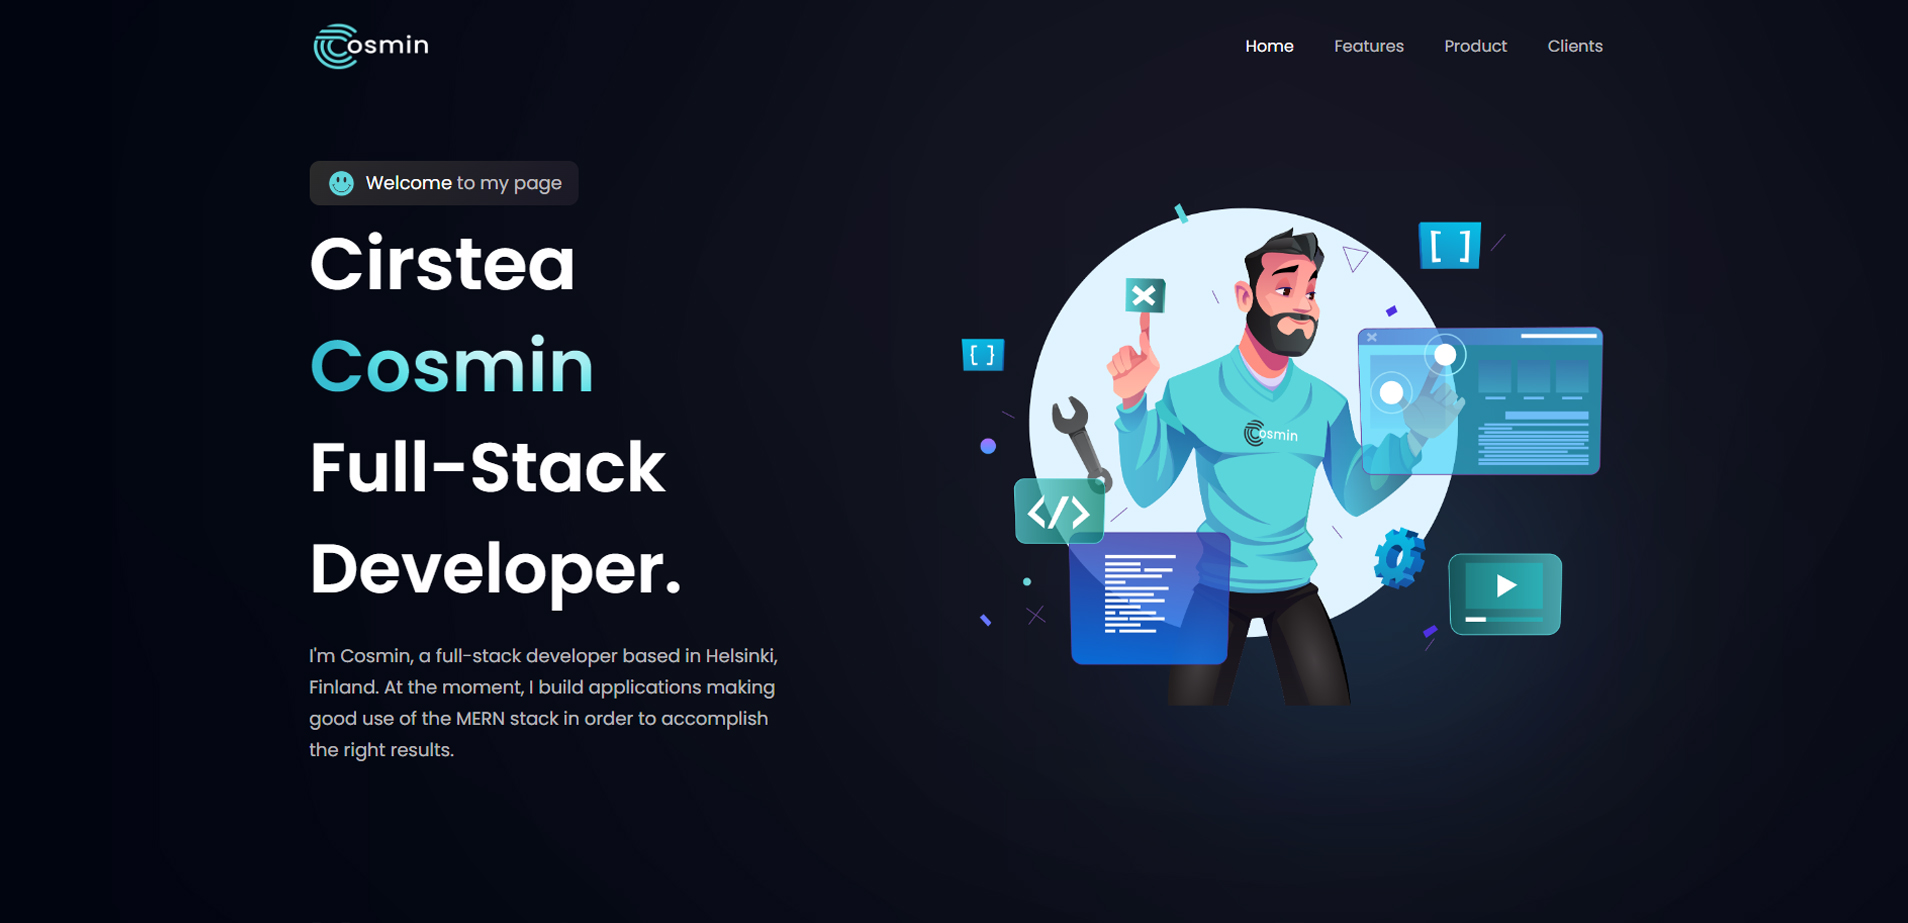 Cosmin
Home Features Product Clients
Welcome to my page
Cirstea
Cosmin
Full-Stack
Developer.
I'm Cosmin, a full-stack developer based in Helsinki,
Finland. At the moment, I build applications making
good use of the MERN stack in order to accomplish
the right results.
[ ]
{ }
Cosmin
</>